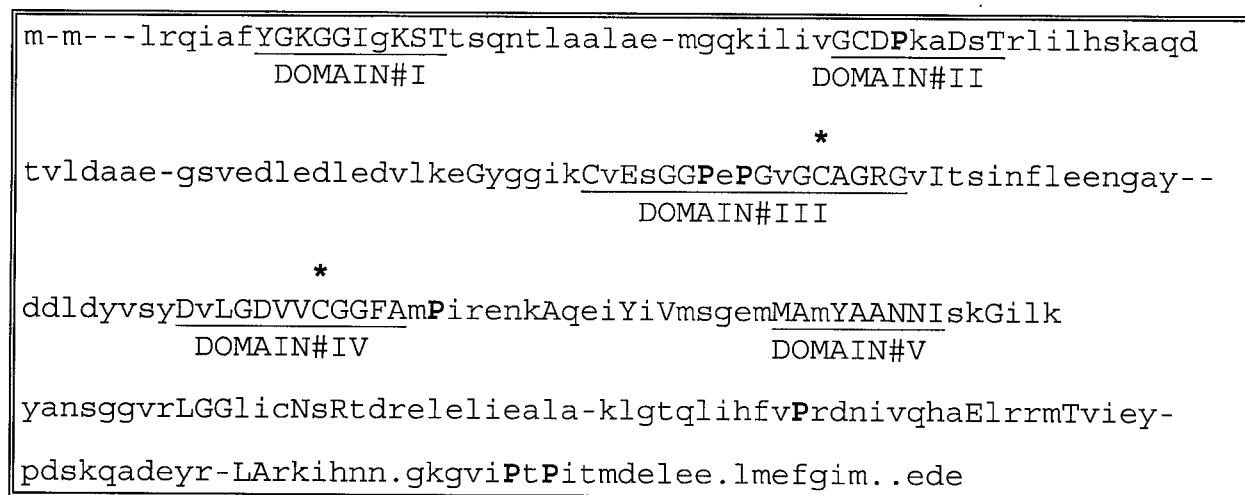 m-m---lrqiafYGKGGIgKSTtsqntlaalae-mgqkilivGCDPkaDsTrlilhskaqd
DOMAIN#I DOMAIN#II
*
tvldaae-gsvedledledvlkeGyggikCvEsGGPePGvGCAGRGvItsinfleengay--
DOMAIN#III
*
ddldyvsyDvLGDVVCGGFAmPirenkAqeiYiVmsgemMAmYAANNIskGilk
DOMAIN#IV DOMAIN#V
yansggvrLGGlicNsRtdrelelieala-klgtqlihfvPrdnivqhaElrrmTviey-
pdskqadeyr-LArkihnn.gkgviPtPitmdelee.lmefgim..ede